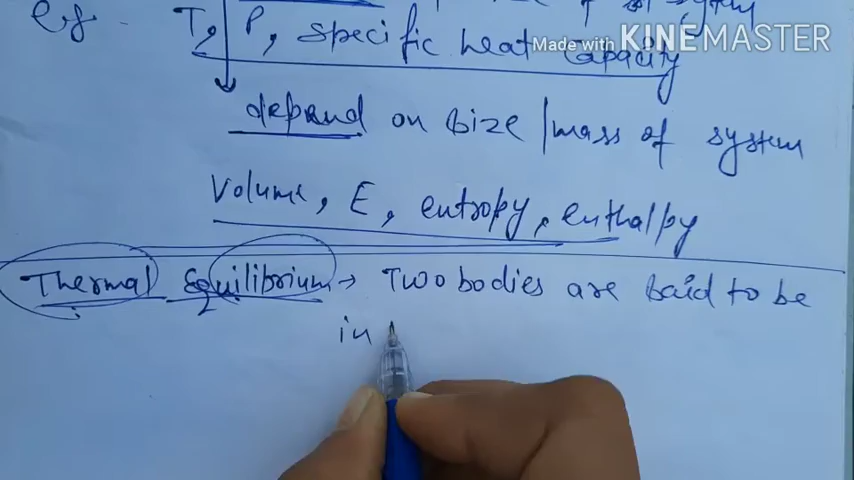 eg - T, P, specific heat capacity
Made with KINEMASTER
depend on size / mass of system
Volume, E, entropy, enthalpy
Thermal Equilibrium → Two bodies are said to be
in